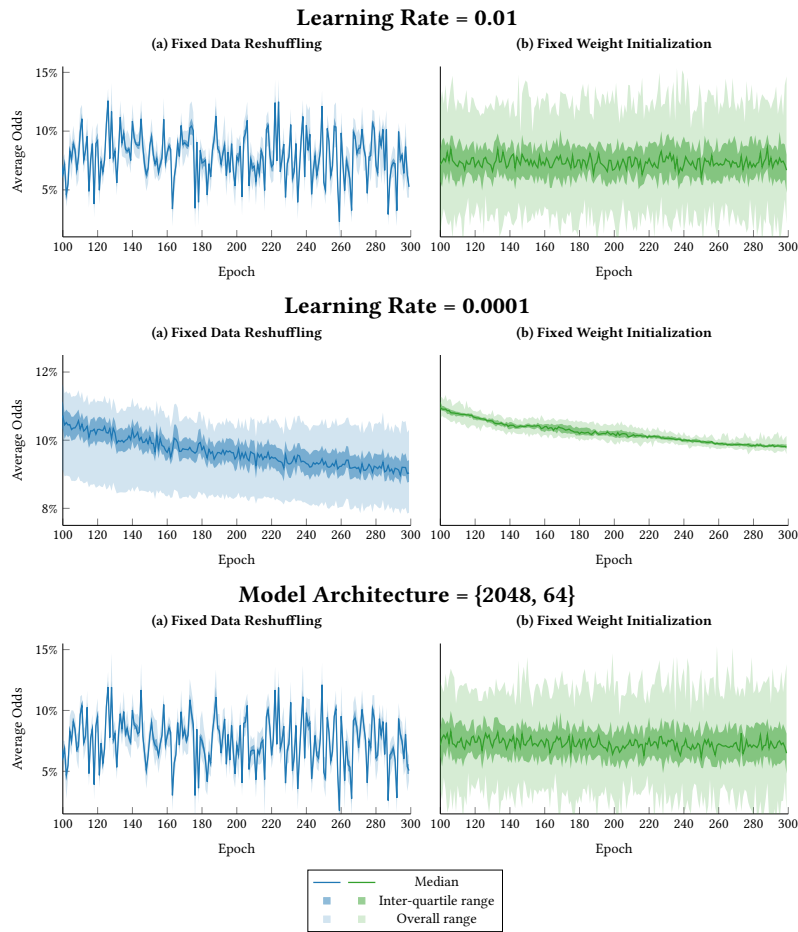 Learning Rate = 0.01
(a) Fixed Data Reshuffling
(b) Fixed Weight Initialization
15%
10%
5%
Average Odds
100 120 140 160 180 200 220 240 260 280 300
100 120 140 160 180 200 220 240 260 280 300
Epoch
Epoch
Learning Rate = 0.0001
(a) Fixed Data Reshuffling
(b) Fixed Weight Initialization
12%
10%
8%
Average Odds
100 120 140 160 180 200 220 240 260 280 300
100 120 140 160 180 200 220 240 260 280 300
Epoch
Epoch
Model Architecture = {2048, 64}
(a) Fixed Data Reshuffling
(b) Fixed Weight Initialization
15%
10%
5%
Average Odds
100 120 140 160 180 200 220 240 260 280 300
100 120 140 160 180 200 220 240 260 280 300
Epoch
Epoch
Median
Inter-quartile range
Overall range